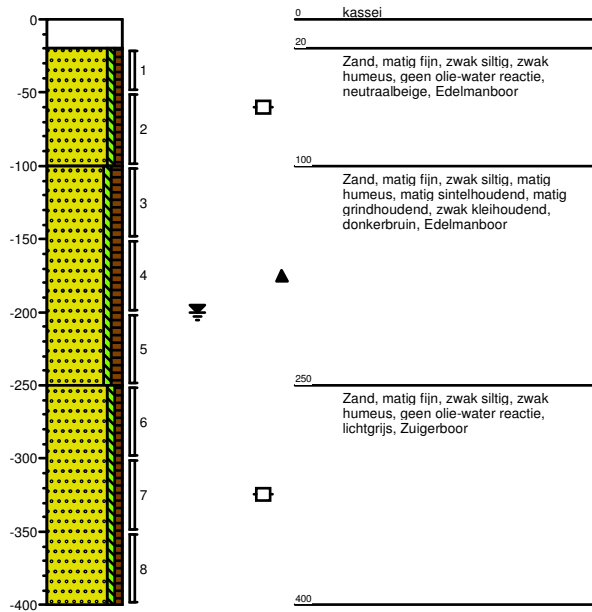 0
-50
-100
-150
-200
-250
-300
-350
-400
1
2
3
4
5
6
7
8
0 kassei
20
Zand, matig fijn, zwak siltig, zwak
humeus, geen olie-water reactie,
neutraalbeige, Edelmanboor
100
Zand, matig fijn, zwak siltig, matig
humeus, matig sintelhoudend, matig
grindhoudend, zwak kleihoudend,
donkerbruin, Edelmanboor
250
Zand, matig fijn, zwak siltig, zwak
humeus, geen olie-water reactie,
lichtgrijs, Zuigerboor
400